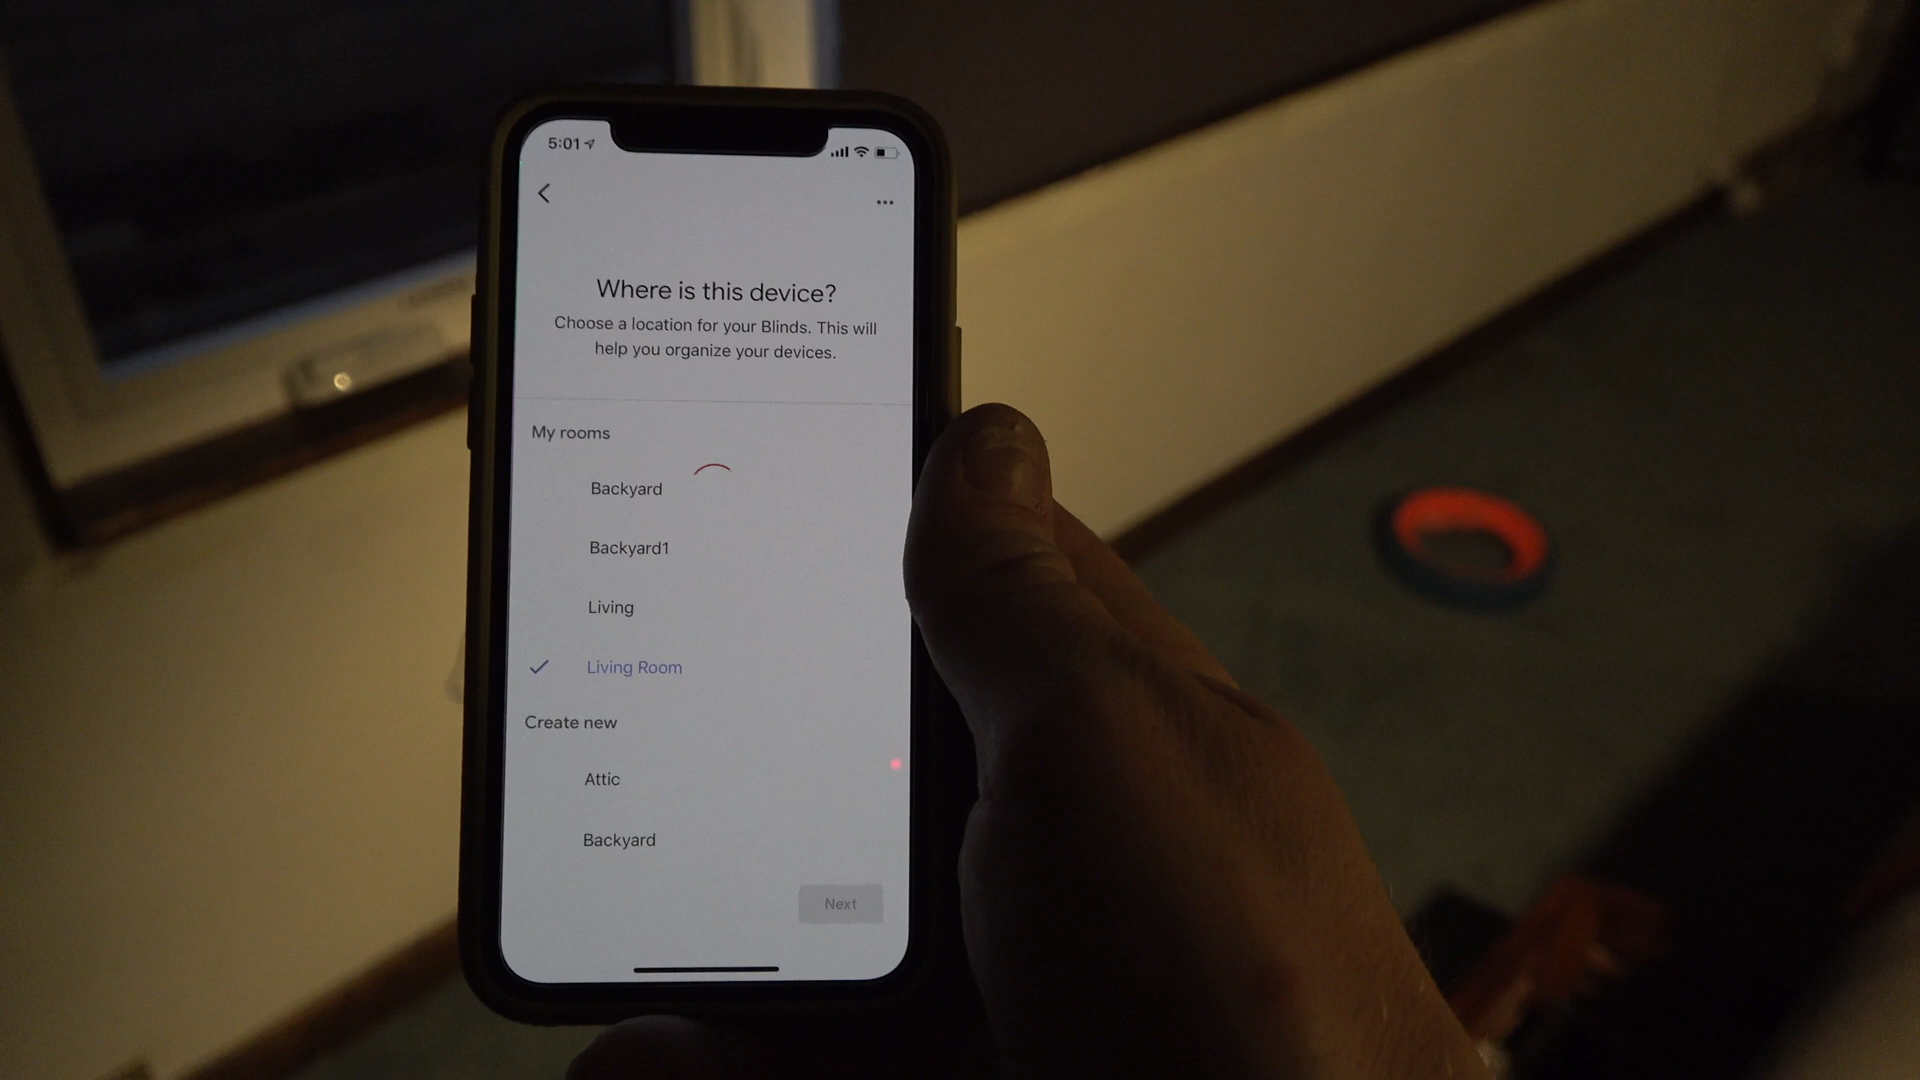 5:01
Where is this device?
Choose a location for your Blinds. This will
help you organize your devices.
My rooms
Backyard
Backyard1
Living
Living Room
Create new
Attic
Backyard
Next